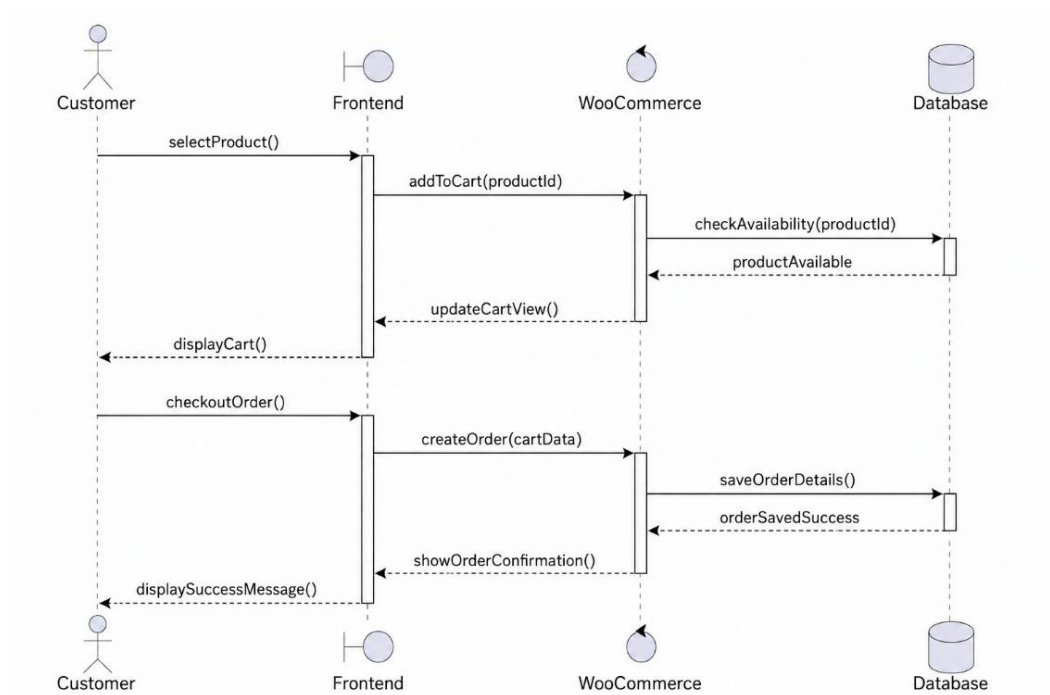 Customer
Frontend
WooCommerce
Database
selectProduct()
addToCart(productId)
checkAvailability(productId)
productAvailable
updateCartView()
displayCart()
checkoutOrder()
createOrder(cartData)
saveOrderDetails()
orderSavedSuccess
showOrderConfirmation()
displaySuccessMessage()
Customer
Frontend
WooCommerce
Database